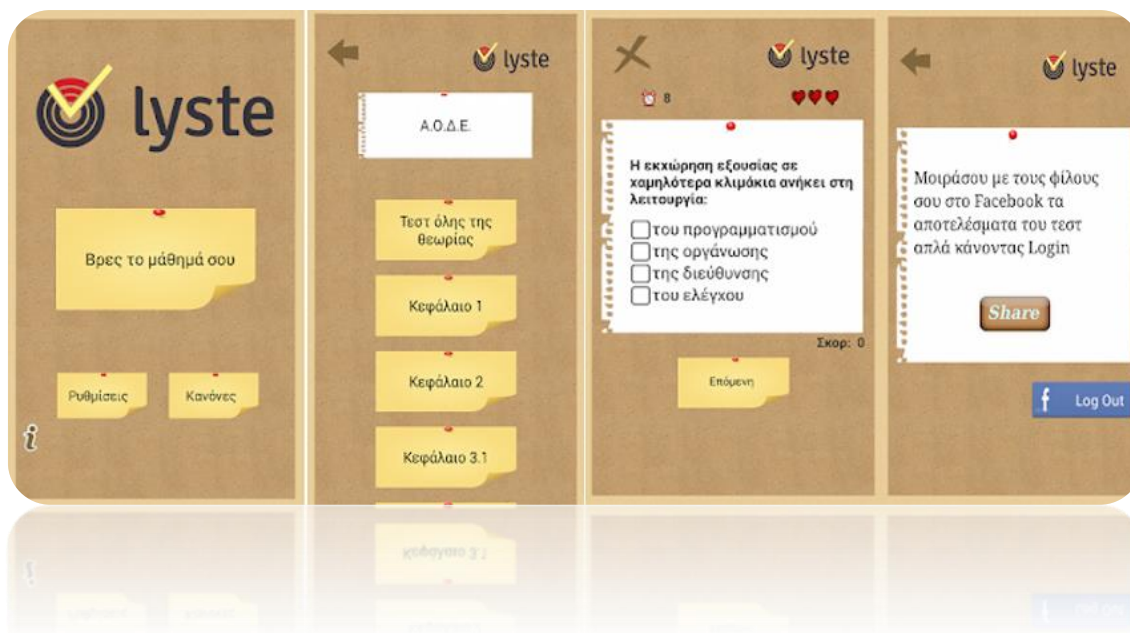 lyste
Βρες το μάθημά σου
Ρυθμίσεις
Κανόνες
i
lyste
Α.Ο.Δ.Ε.
Τεστ όλης της
θεωρίας
Κεφάλαιο 1
Κεφάλαιο 2
Κεφάλαιο 3.1
lyste
8
Η εκχώρηση εξουσίας σε
χαμηλότερα κλιμάκια ανήκει στη
λειτουργία:
του προγραμματισμού
της οργάνωσης
της διεύθυνσης
του ελέγχου
Σκορ: 0
Επόμενη
lyste
Μοιράσου με τους φίλους
σου στο Facebook τα
αποτελέσματα του τεστ
απλά κάνοντας Login
Share
f Log Out